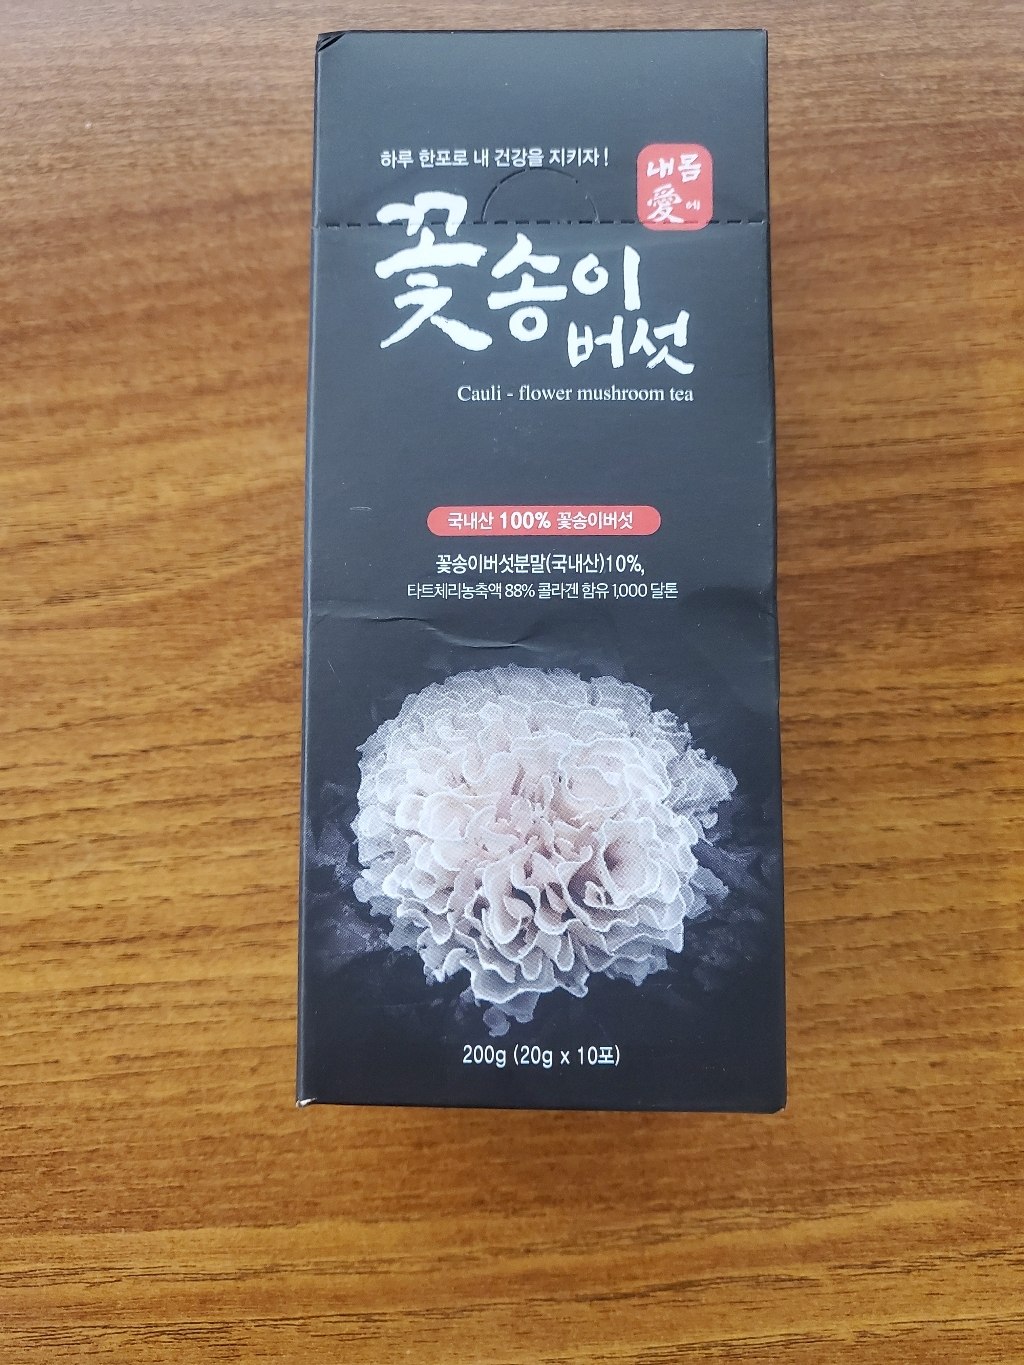 하루 한포로 내 건강을 지키자!
내몸
愛에
꽃송이
버섯
Cauli - flower mushroom tea
국내산 100% 꽃송이버섯
꽃송이버섯분말(국내산)10%,
타트체리농축액 88% 콜라겐 함유 1,000 달톤
200g (20g x 10포)